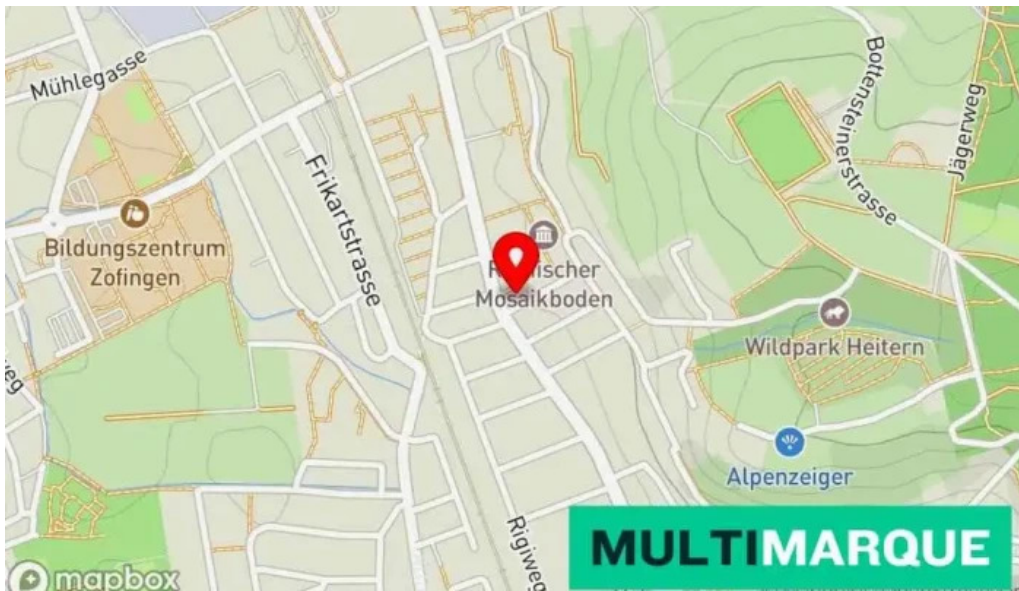 Mühlegasse
Bottensteinerstrasse
Jägerweg
Frikartstrasse
Bildungszentrum
Zofingen
Mosaikboden
Wildpark Heitern
Alpenzeiger
Rigiweg
MULTIMARQUE
mapbox